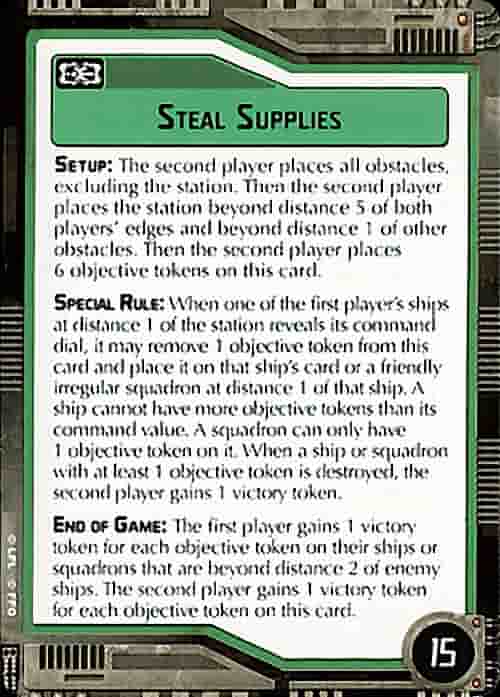 STEAL SUPPLIES
SETUP: The second player places all obstacles,
excluding the station. Then the second player
places the station beyond distance 5 of both
players' edges and beyond distance 1 of other
obstacles. Then the second player places
6 objective tokens on this card.
SPECIAL RULE: When one of the first player's ships
at distance 1 of the station reveals its command
dial, it may remove 1 objective token from this
card and place it on that ship's card or a friendly
irregular squadron at distance 1 of that ship. A
ship cannot have more objective tokens than its
command value. A squadron can only have
1 objective token on it. When a ship or squadron
with at least 1 objective token is destroyed, the
second player gains 1 victory token.
END OF GAME: The first player gains 1 victory
token for each objective token on their ships or
squadrons that are beyond distance 2 of enemy
ships. The second player gains 1 victory token
for each objective token on this card.
© LFL © FFG
15